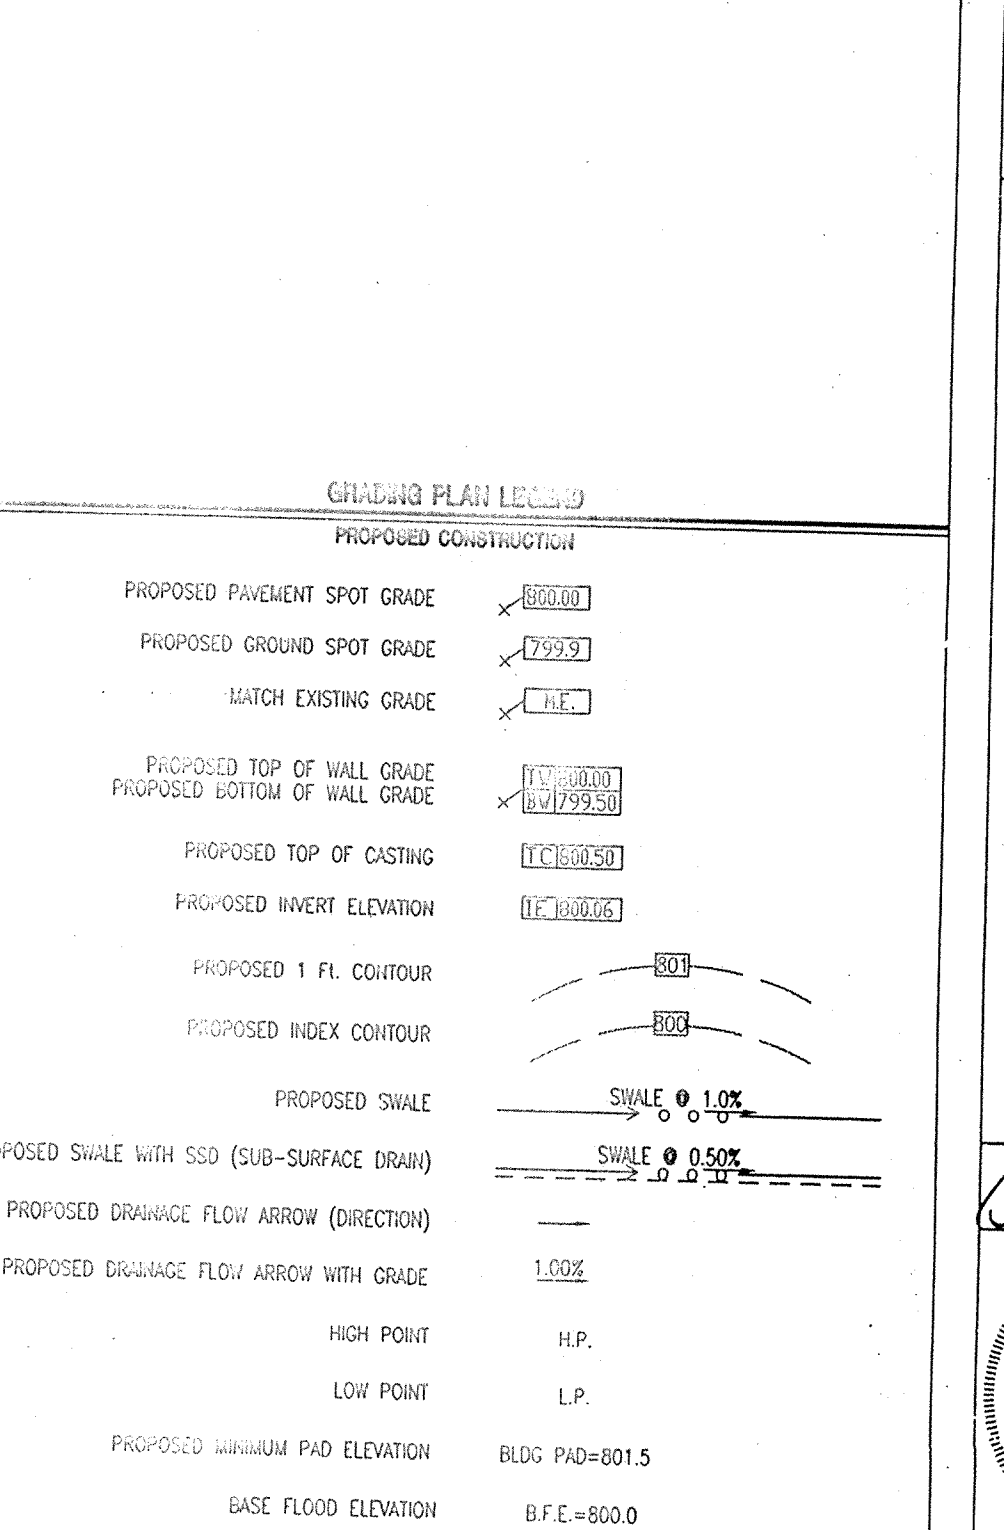 GRADING PLAN LEGEND
PROPOSED CONSTRUCTION
PROPOSED PAVEMENT SPOT GRADE 800.00
PROPOSED GROUND SPOT GRADE 799.9
MATCH EXISTING GRADE M.E.
PROPOSED TOP OF WALL GRADE TW 800.00
PROPOSED BOTTOM OF WALL GRADE BW 799.50
PROPOSED TOP OF CASTING TC 800.50
PROPOSED INVERT ELEVATION IE 800.06
PROPOSED 1 Ft. CONTOUR 801
PROPOSED INDEX CONTOUR 800
PROPOSED SWALE SWALE @ 1.0%
POSED SWALE WITH SSD (SUB-SURFACE DRAIN) SWALE @ 0.50%
PROPOSED DRAINAGE FLOW ARROW (DIRECTION)
PROPOSED DRAINAGE FLOW ARROW WITH GRADE 1.00%
HIGH POINT H.P.
LOW POINT L.P.
PROPOSED MINIMUM PAD ELEVATION BLDG PAD=801.5
BASE FLOOD ELEVATION B.F.E.=800.0